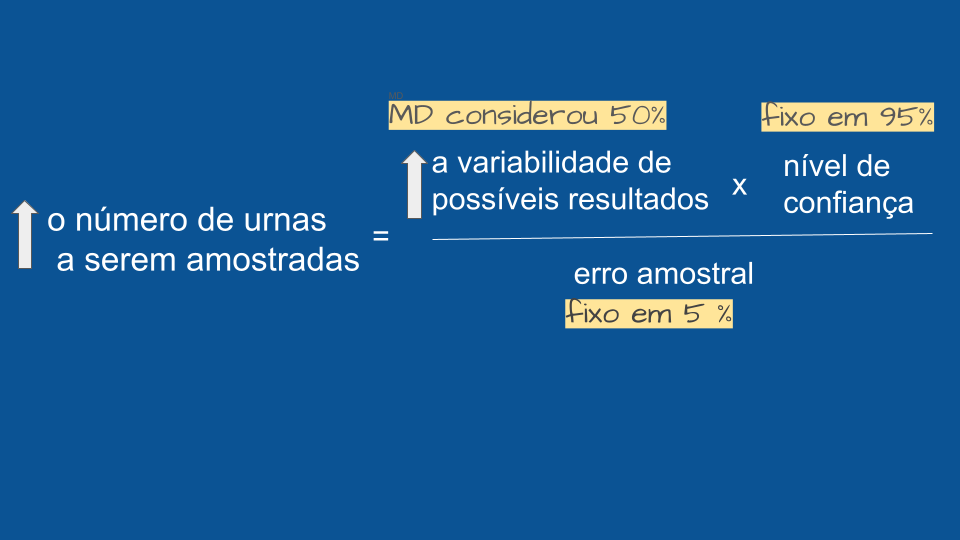 MD
MD considerou 50%
fixo em 95%
a variabilidade de
possíveis resultados
x
nível de
confiança
o número de urnas
a serem amostradas
=
erro amostral
fixo em 5 %